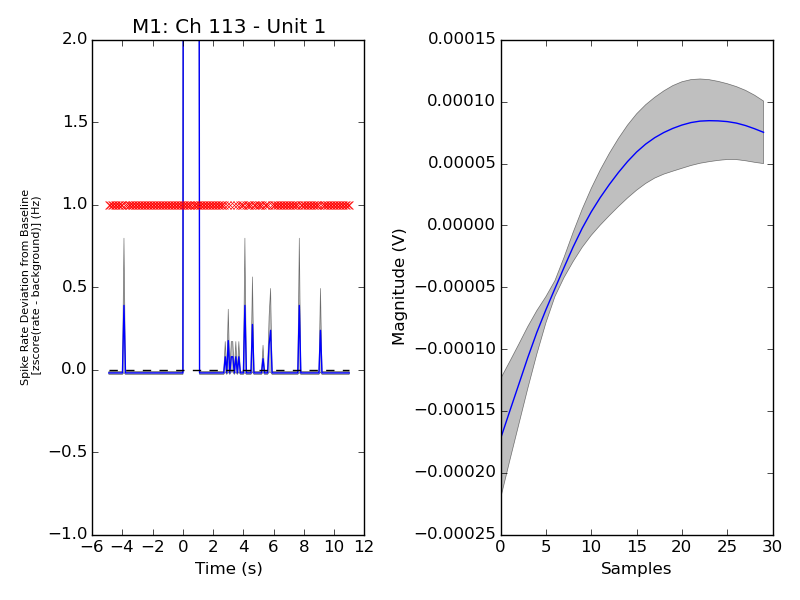 M1: Ch 113 - Unit 1
2.0
1.5
1.0
0.5
0.0
−0.5
−1.0
−6 −4 −2 0 2 4 6 8 10 12
Time (s)
Spike Rate Deviation from Baseline
[zscore(rate - background)] (Hz)
0.00015
0.00010
0.00005
0.00000
−0.00005
−0.00010
−0.00015
−0.00020
−0.00025
0 5 10 15 20 25 30
Samples
Magnitude (V)